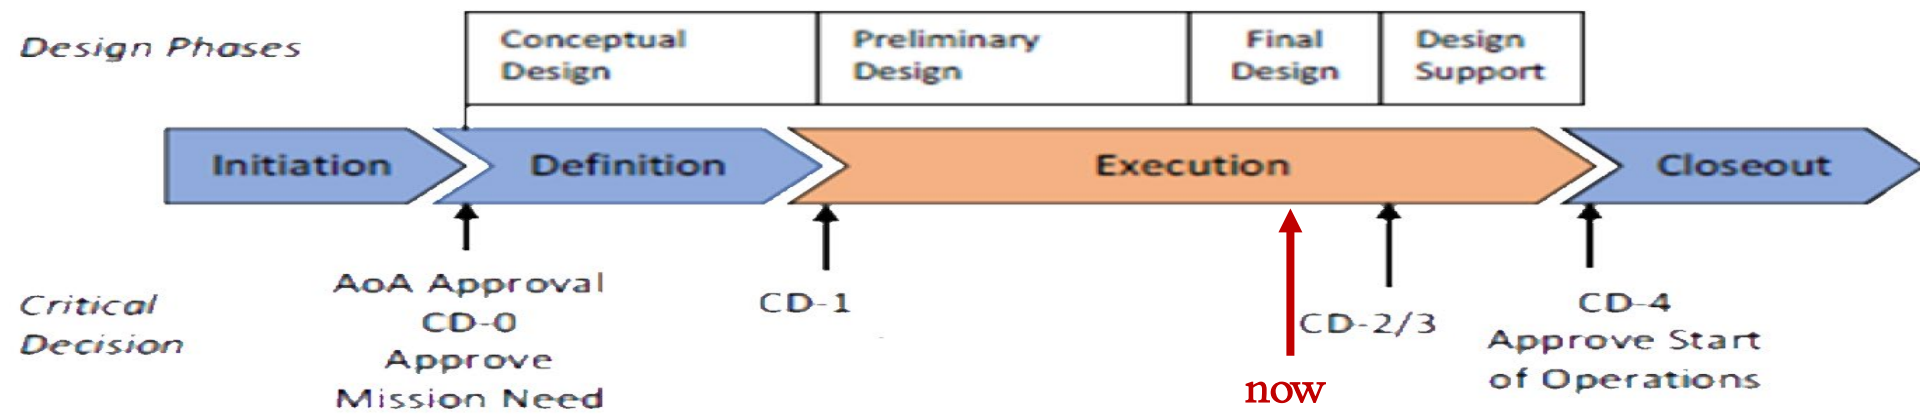 Design Phases
Conceptual
Design
Preliminary
Design
Final
Design
Design
Support
Initiation
Definition
Execution
Closeout
Critical
Decision
AoA Approval
CD-0
Approve
Mission Need
CD-1
now
CD-2/3
CD-4
Approve Start
of Operations